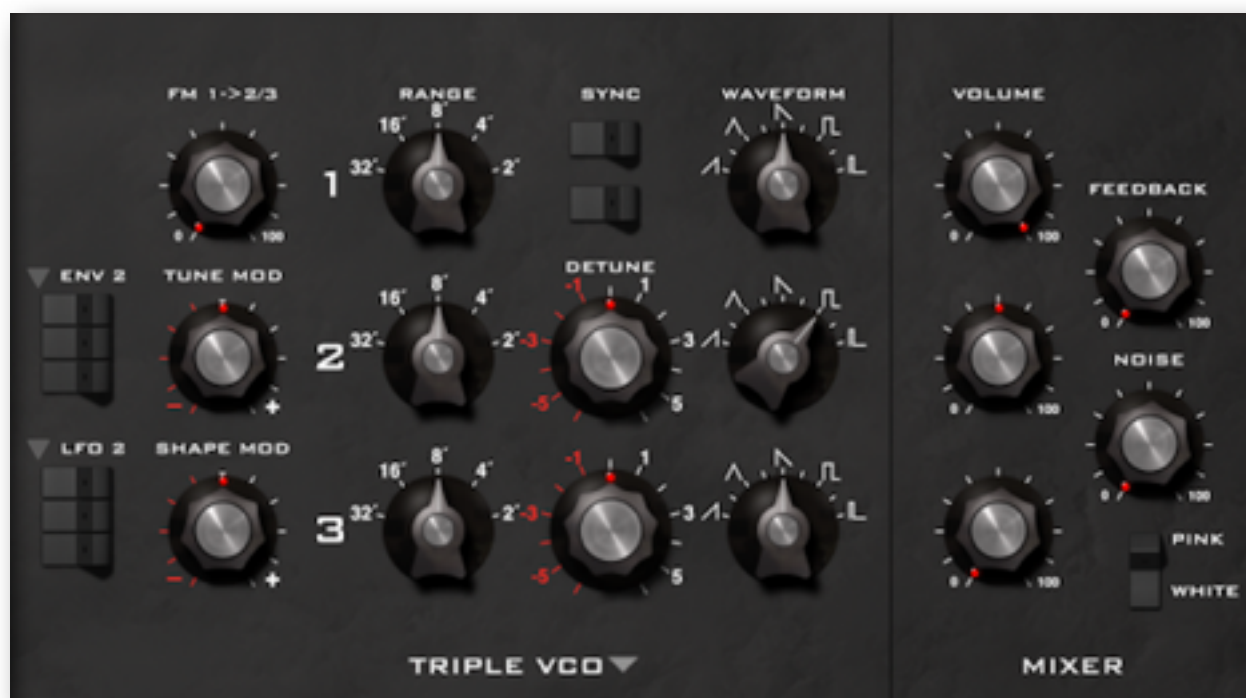 FM 1->2/3 RANGE SYNC WAVEFORM VOLUME
32' 16' 8' 4' 2'
0 100
1
0 100
FEEDBACK
0 100
ENV 2 TUNE MOD DETUNE
- +
2
32' 16' 8' 4' 2'
-5 -3 -1 1 3 5
0 100
NOISE
0 100
LFO 2 SHAPE MOD
- +
3
32' 16' 8' 4' 2'
-5 -3 -1 1 3 5
0 100
PINK
WHITE
TRIPLE VCO MIXER